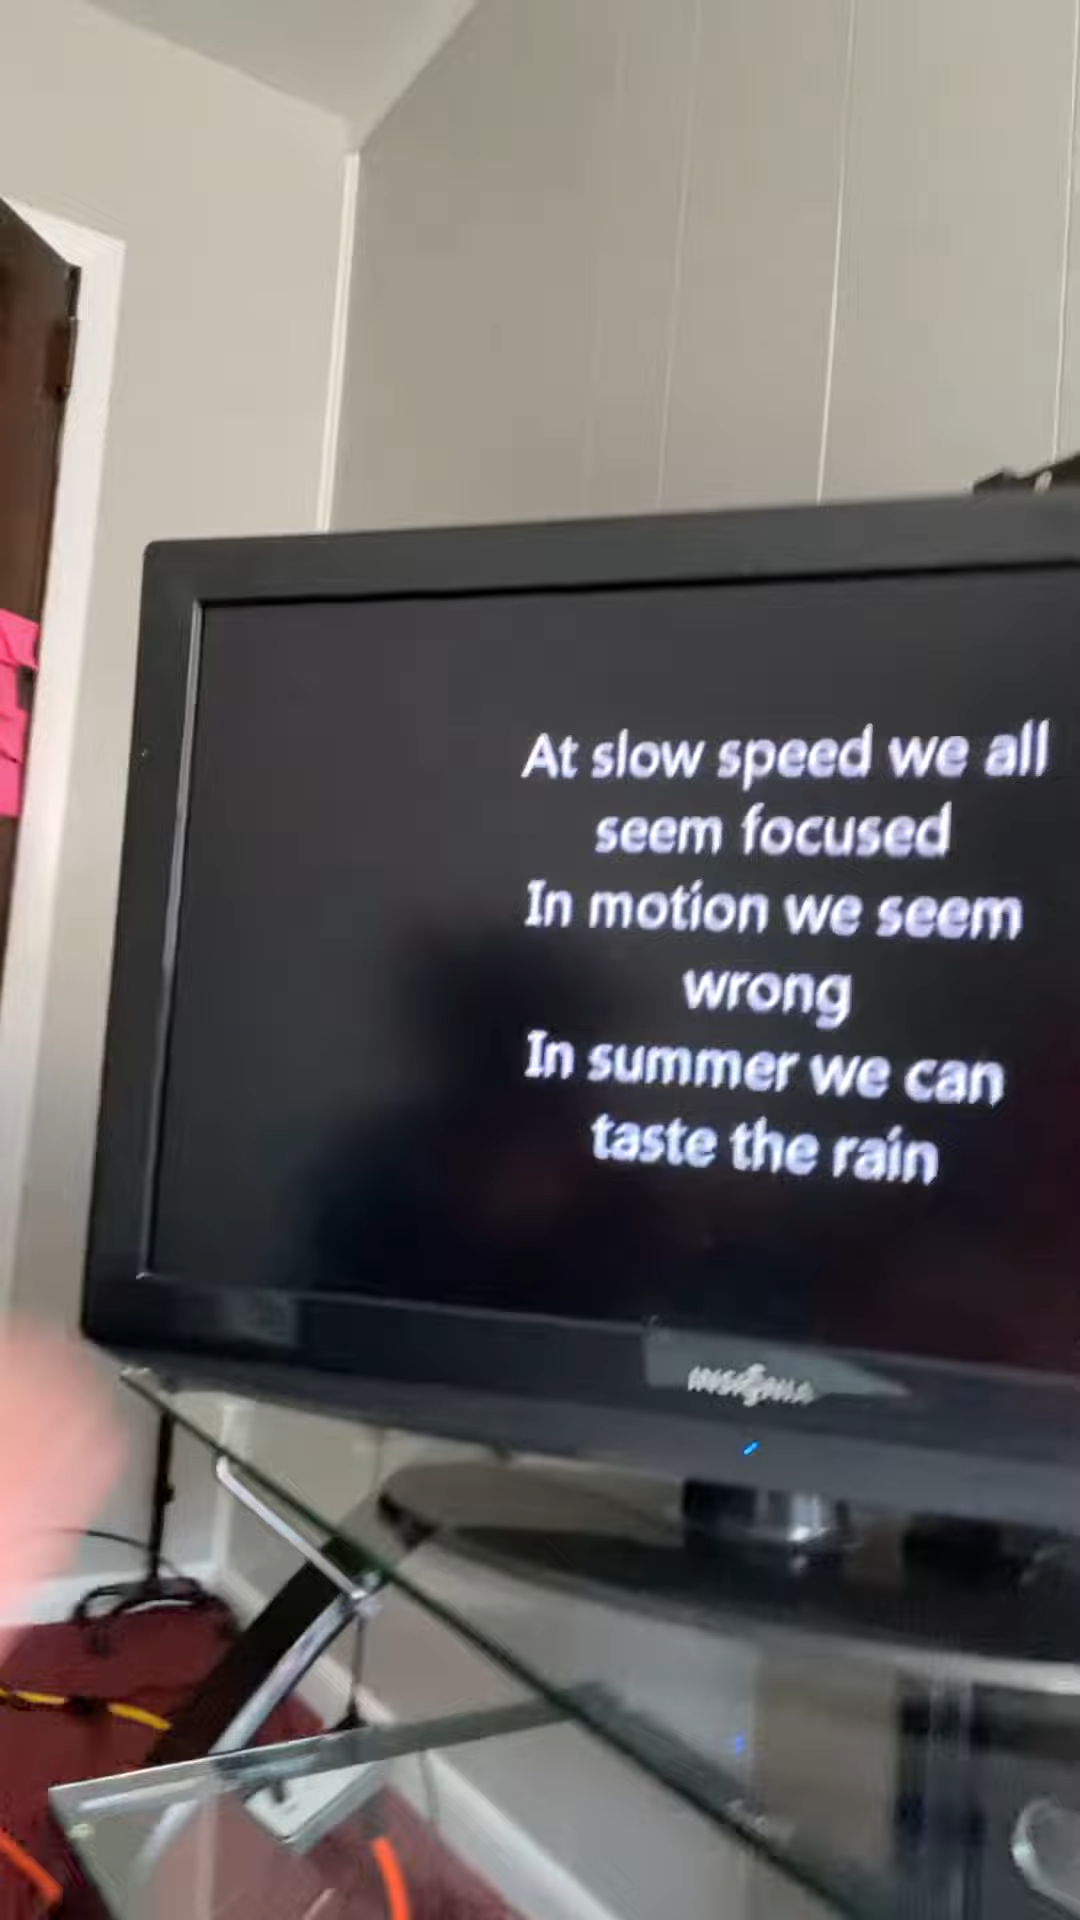 At slow speed we all
seem focused
In motion we seem
wrong
In summer we can
taste the rain
INSIGNIA